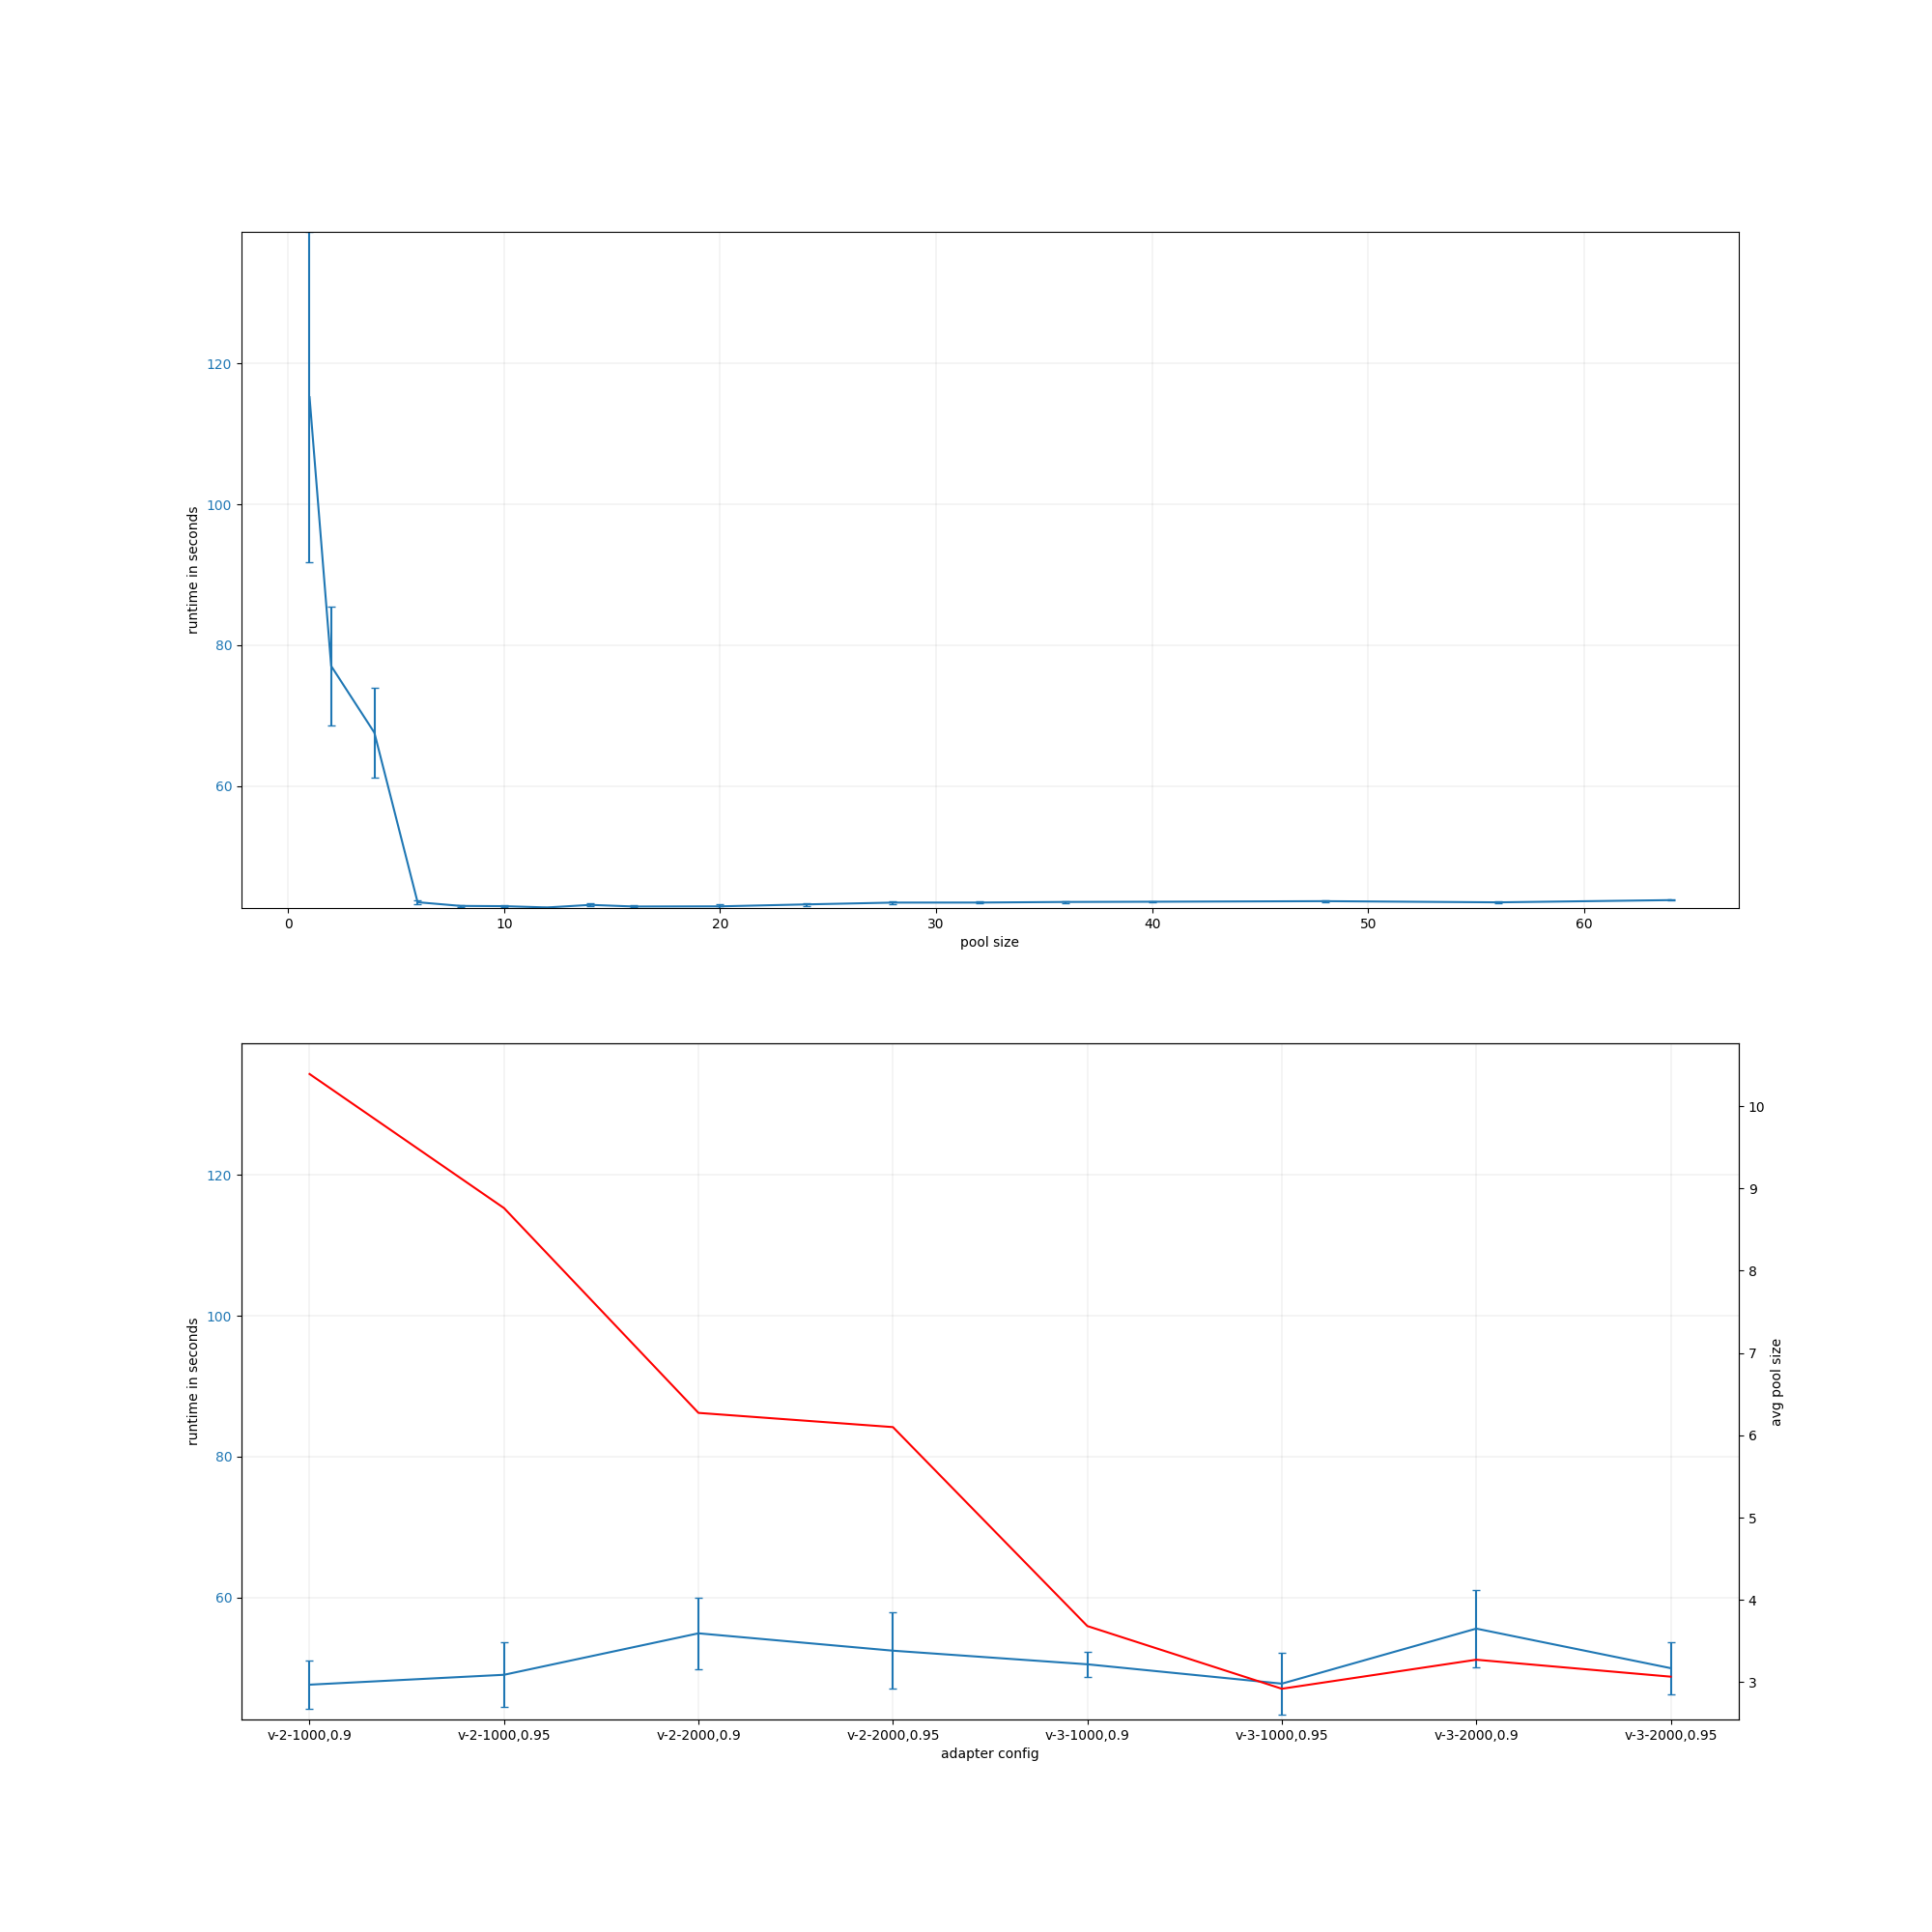 120
100
80
60
runtime in seconds
0 10 20 30 40 50 60
pool size
120
100
80
60
runtime in seconds
10
9
8
7
6
5
4
3
avg pool size
v-2-1000,0.9 v-2-1000,0.95 v-2-2000,0.9 v-2-2000,0.95 v-3-1000,0.9 v-3-1000,0.95 v-3-2000,0.9 v-3-2000,0.95
adapter config